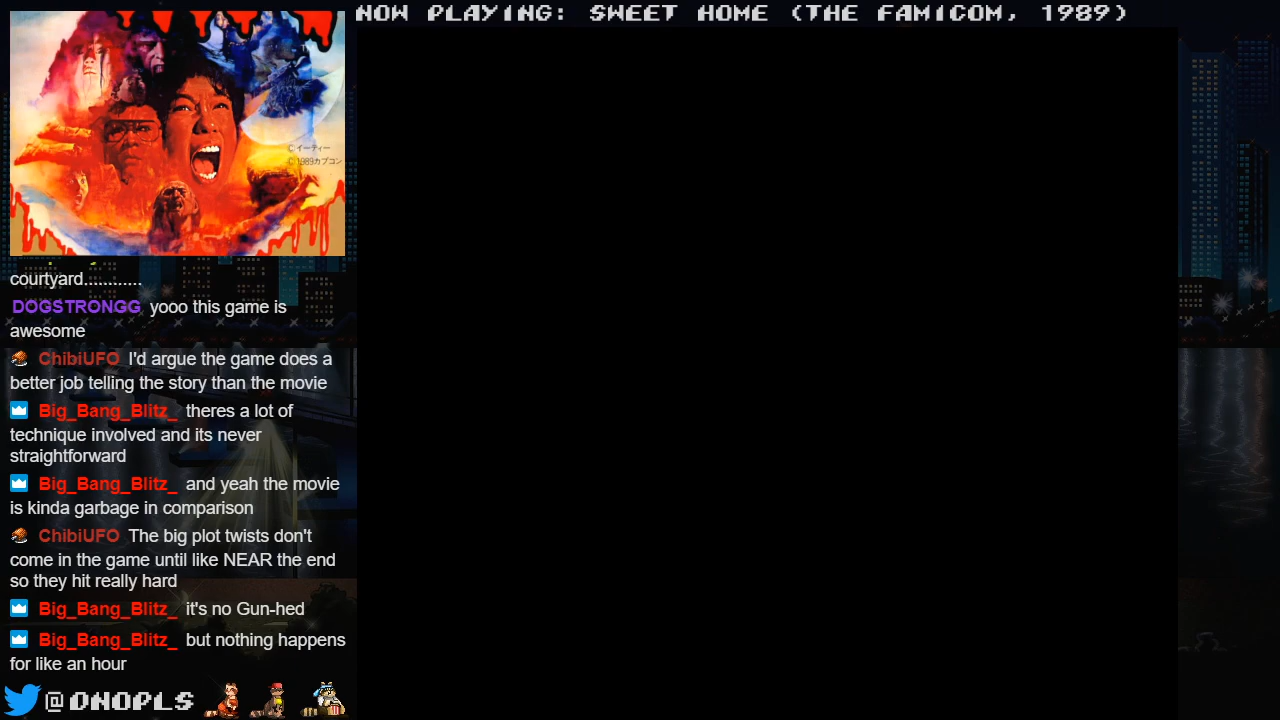 NOW PLAYING: SWEET HOME (THE FAMICOM, 1989)
© イーティー
© 1989カプコン
courtyard...........
DOGSTRONGG yooo this game is
awesome
ChibiUFO I'd argue the game does a
better job telling the story than the movie
Big_Bang_Blitz_ theres a lot of
technique involved and its never
straightforward
Big_Bang_Blitz_ and yeah the movie
is kinda garbage in comparison
ChibiUFO The big plot twists don't
come in the game until like NEAR the end
so they hit really hard
Big_Bang_Blitz_ it's no Gun-hed
Big_Bang_Blitz_ but nothing happens
for like an hour
@ONOPLS